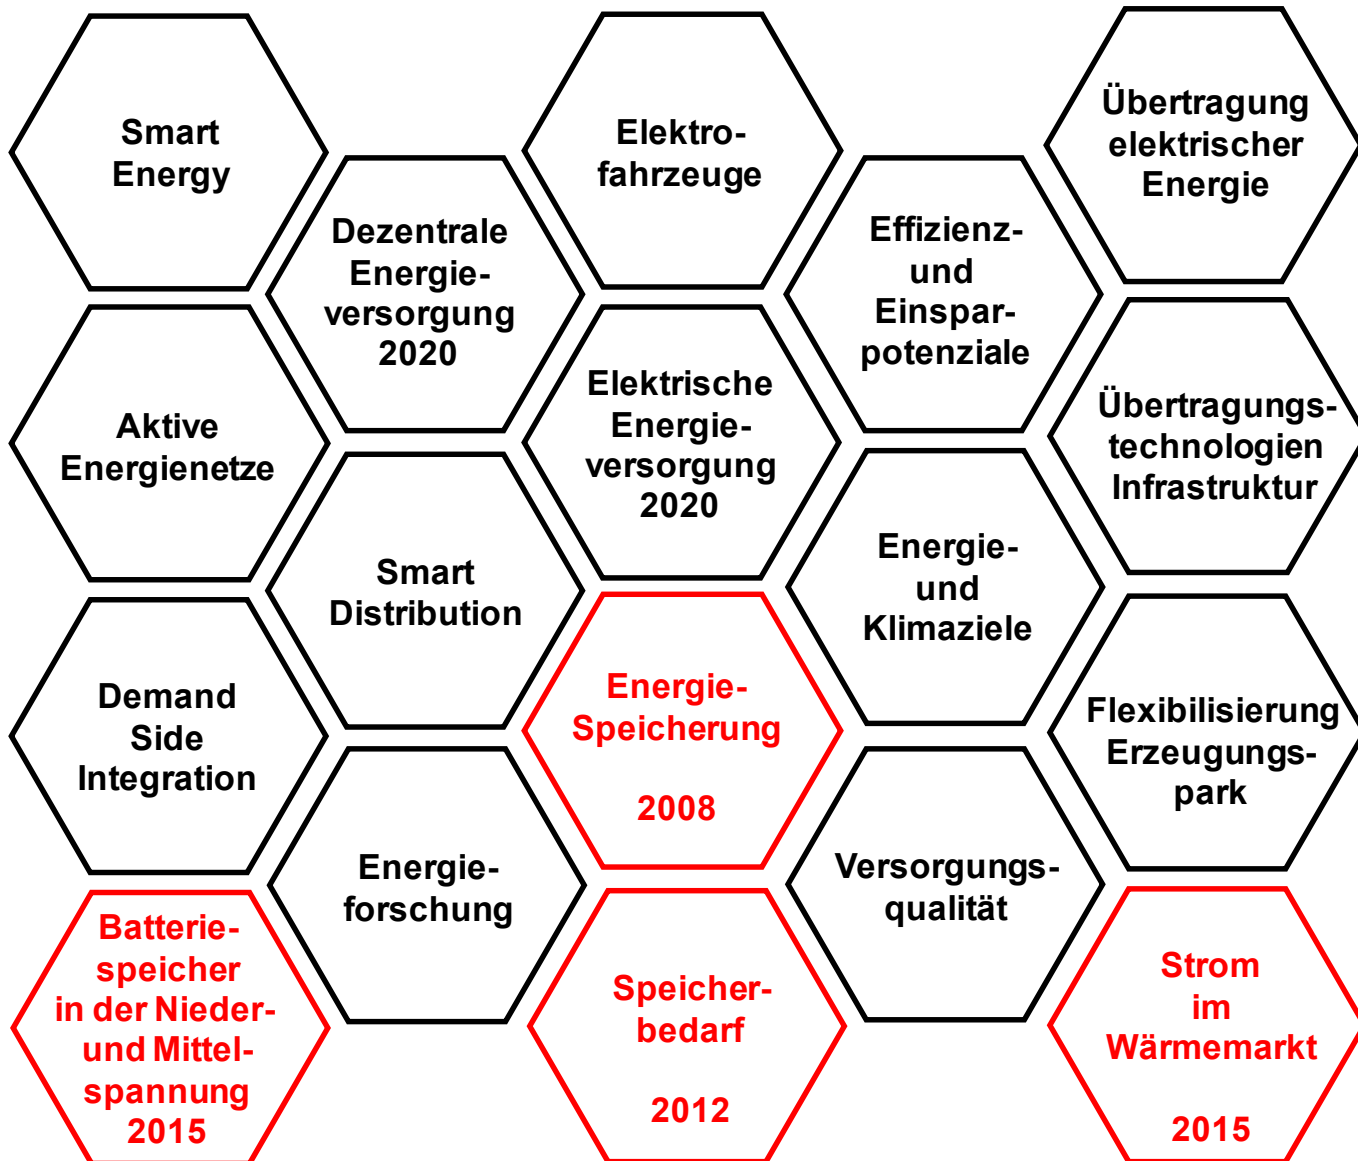 Smart
Energy
Elektro-
fahrzeuge
Übertragung
elektrischer
Energie
Dezentrale
Energie-
versorgung
2020
Effizienz-
und
Einspar-
potenziale
Aktive
Energienetze
Elektrische
Energie-
versorgung
2020
Übertragungs-
technologien
Infrastruktur
Smart
Distribution
Energie-
und
Klimaziele
Demand
Side
Integration
Energie-
Speicherung
2008
Flexibilisierung
Erzeugungs-
park
Energie-
forschung
Versorgungs-
qualität
Batterie-
speicher
in der Nieder-
und Mittel-
spannung
2015
Speicher-
bedarf
2012
Strom
im
Wärmemarkt
2015